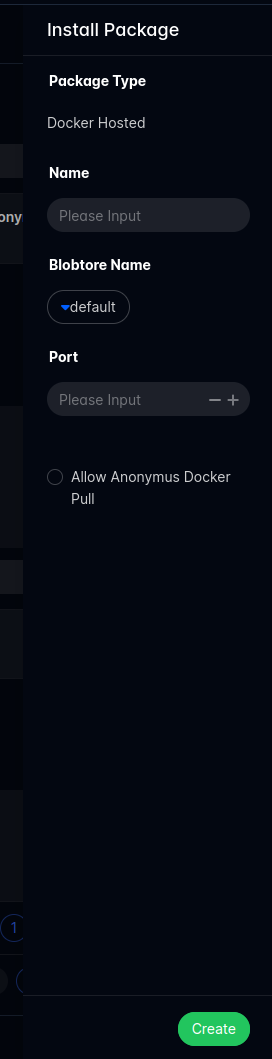 Install Package
Package Type
Docker Hosted
Name
ony
Please Input
Blobtore Name
default
Port
Please Input
Allow Anonymus Docker
Pull
1
Create